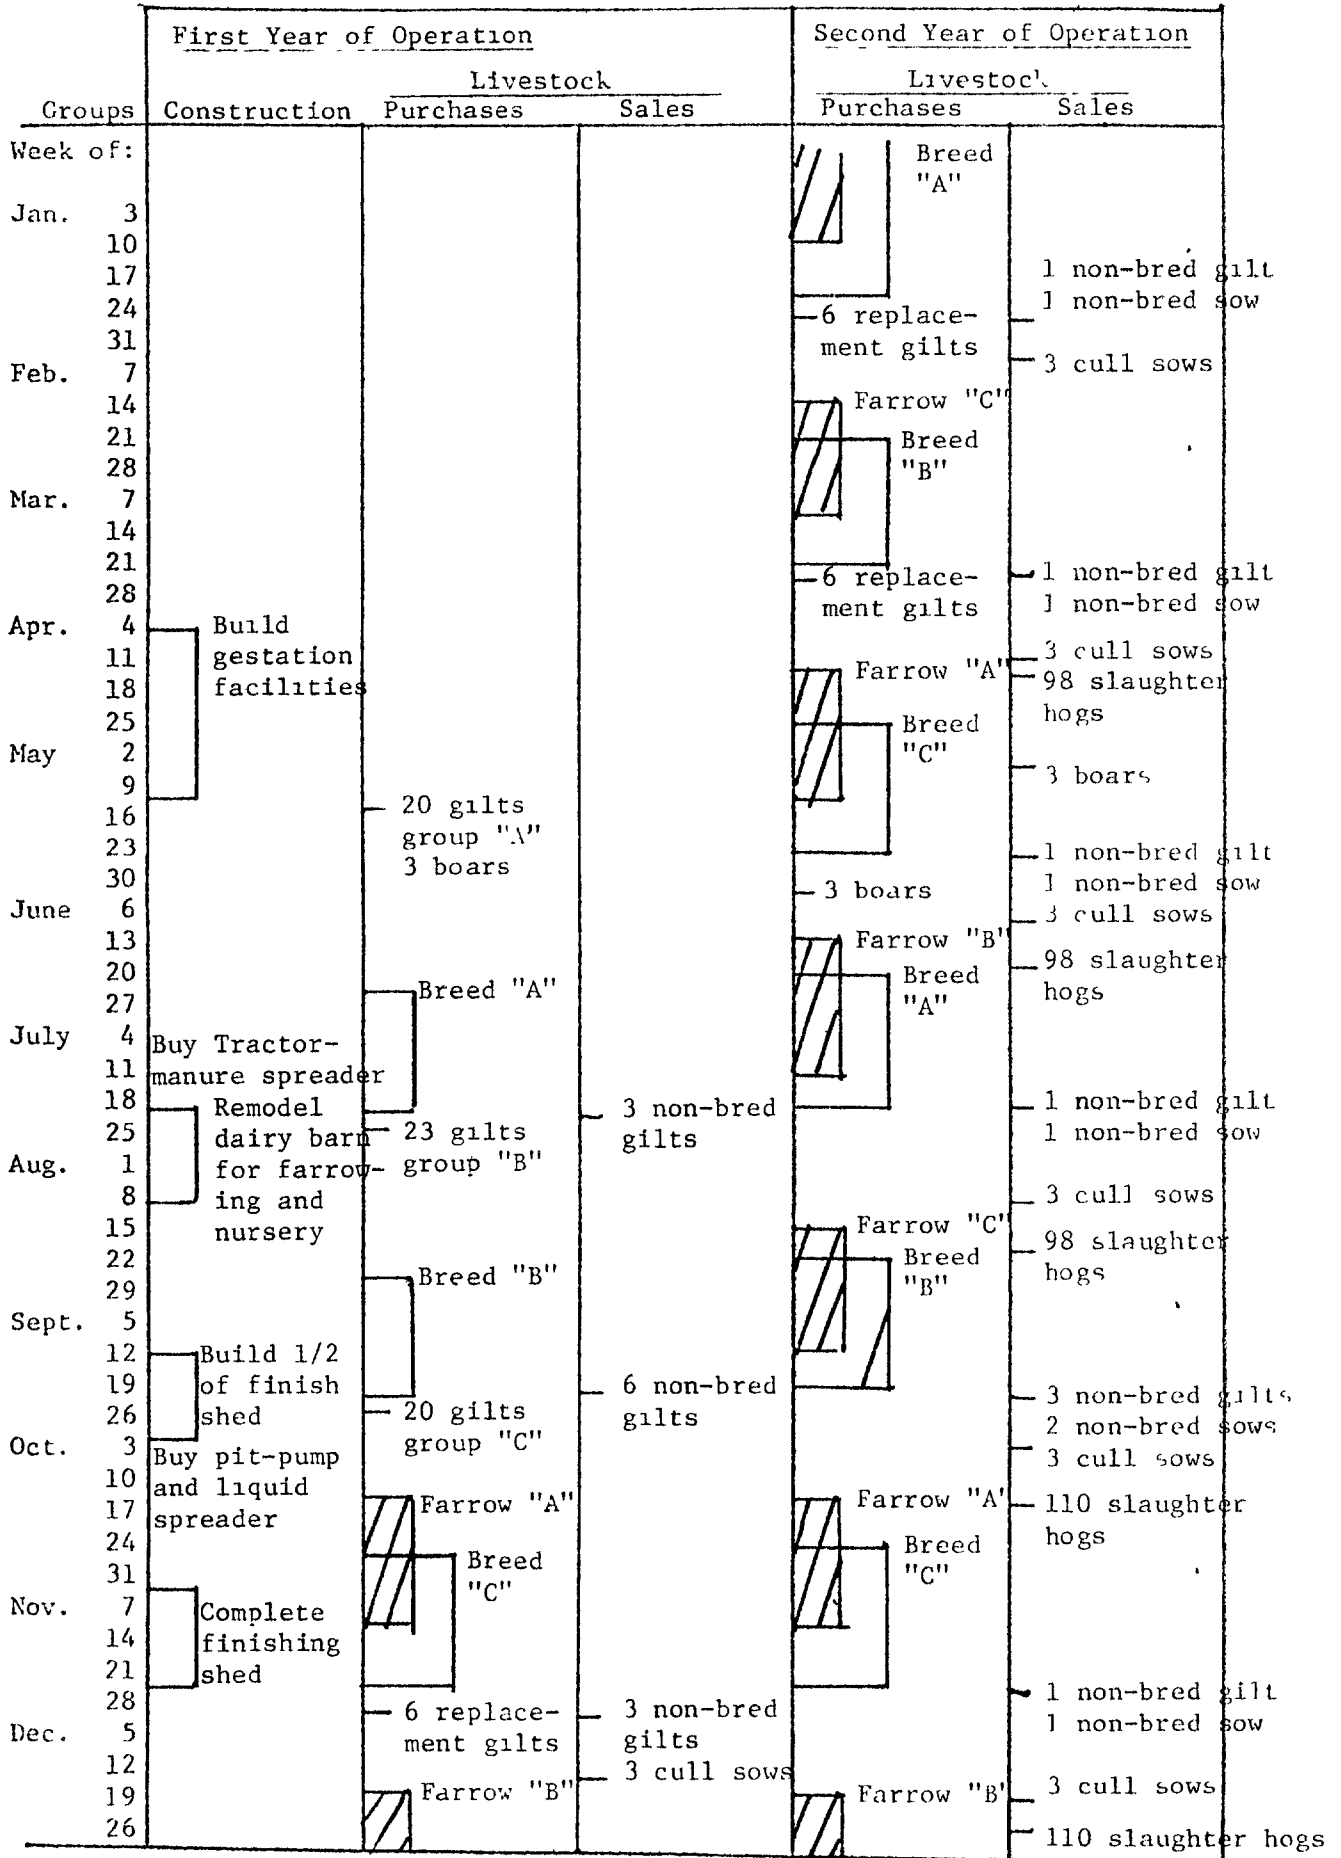 First Year of Operation
Second Year of Operation
Livestock
Livestock
Groups Construction Purchases Sales Purchases Sales
Week of:
Breed
"A"
Jan. 3
10
17 1 non-bred gilt
24 1 non-bred sow
6 replace-
31
ment gilts
Feb. 7 3 cull sows
14 Farrow "C"
21 Breed
28 "B"
Mar. 7
14
21 6 replace- 1 non-bred gilt
28 ment gilts 1 non-bred sow
Apr. 4 Build
11 gestation 3 cull sows
18 facilities Farrow "A" 98 slaughter
25 hogs
Breed
May 2 "C"
9 3 boars
16 20 gilts
23 group "A" 1 non-bred gilt
30 3 boars 3 boars 1 non-bred sow
June 6 3 cull sows
13 Farrow "B"
20 98 slaughter
27 Breed "A" Breed hogs
"A"
July 4 Buy Tractor-
11 manure spreader
18 Remodel 3 non-bred 1 non-bred gilt
25 dairy barn 23 gilts gilts 1 non-bred sow
Aug. 1 for farrow- group "B"
8 ing and 3 cull sows
15 nursery Farrow "C"
22 98 slaughter
Breed "B" Breed hogs
29 "B"
Sept. 5
12 Build 1/2
19 of finish 6 non-bred 3 non-bred gilts
26 shed 20 gilts gilts 2 non-bred sows
Oct. 3 group "C" 3 cull sows
Buy pit-pump
10 and liquid
17 spreader Farrow "A" Farrow "A' 110 slaughter
24 hogs
Breed Breed
31 "C" "C"
Nov. 7 Complete
14 finishing
21 shed
28 1 non-bred gilt
6 replace- 3 non-bred 1 non-bred sow
Dec. 5 ment gilts gilts
12 3 cull sows
19 Farrow "B" Farrow "B' 3 cull sows
26
110 slaughter hogs